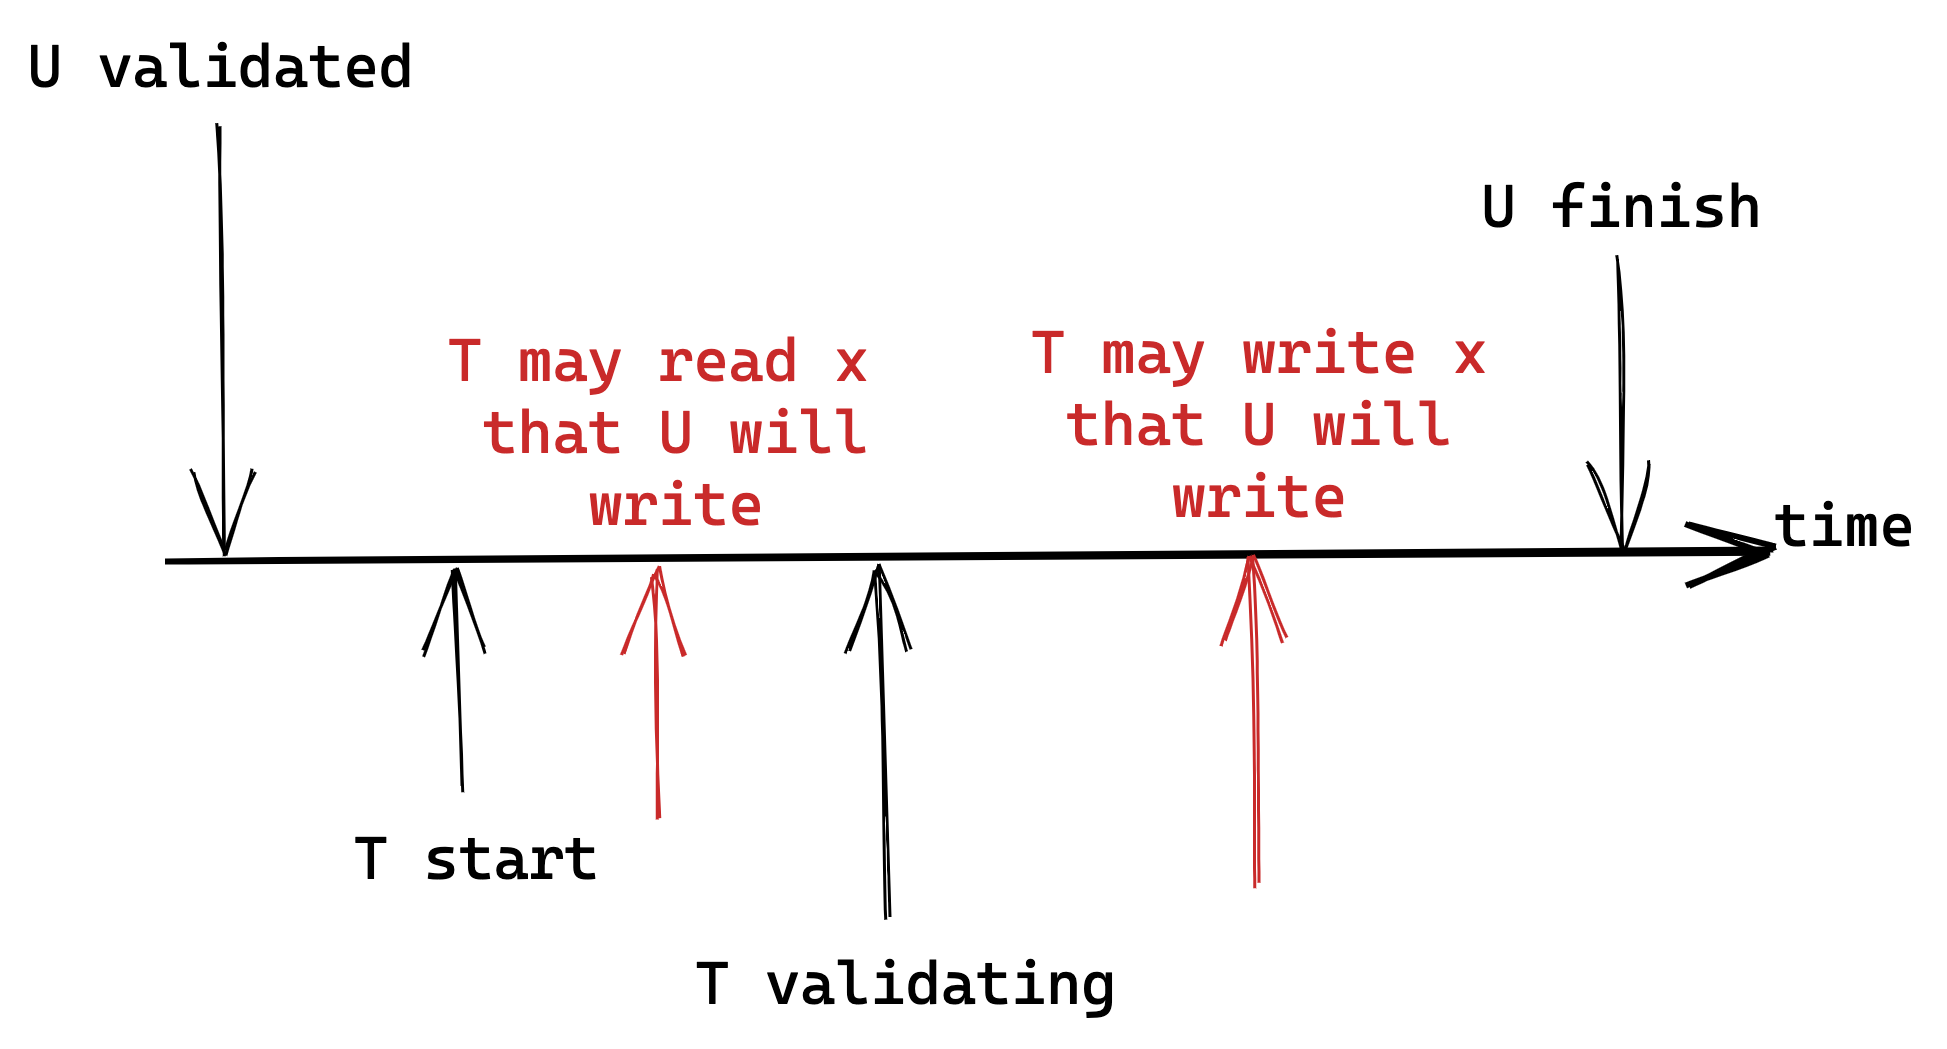 U validated
U finish
T may read x
that U will
write
T may write x
that U will
write
time
T start
T validating